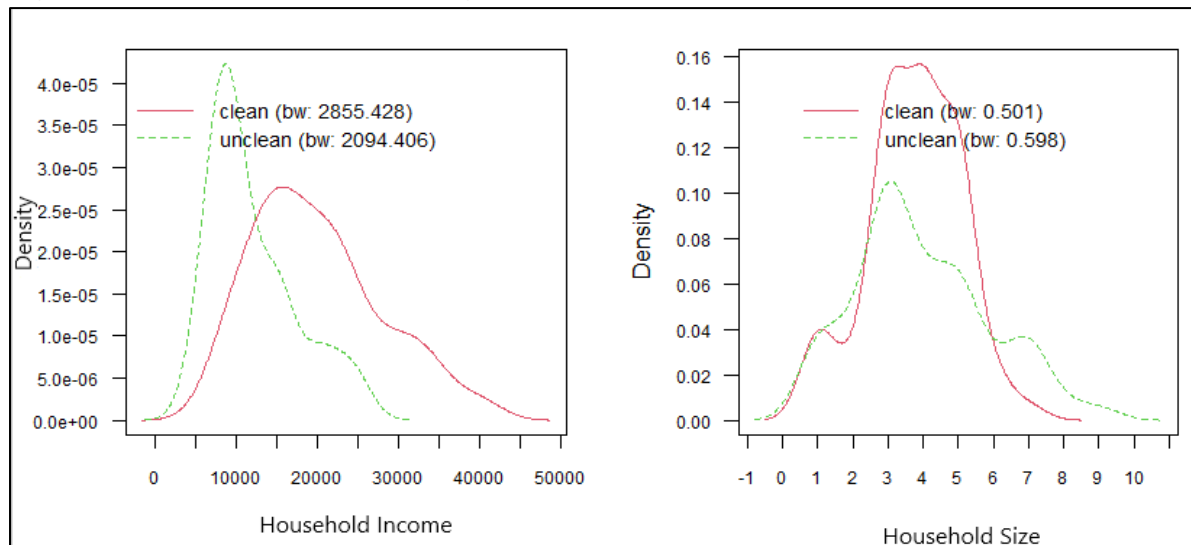 4.0e-05
3.5e-05
3.0e-05
2.5e-05
2.0e-05
1.5e-05
1.0e-05
5.0e-06
0.0e+00
Density
clean (bw: 2855.428)
unclean (bw: 2094.406)
0 10000 20000 30000 40000 50000
Household Income
0.16
0.14
0.12
0.10
0.08
0.06
0.04
0.02
0.00
Density
clean (bw: 0.501)
unclean (bw: 0.598)
-1 0 1 2 3 4 5 6 7 8 9 10
Household Size